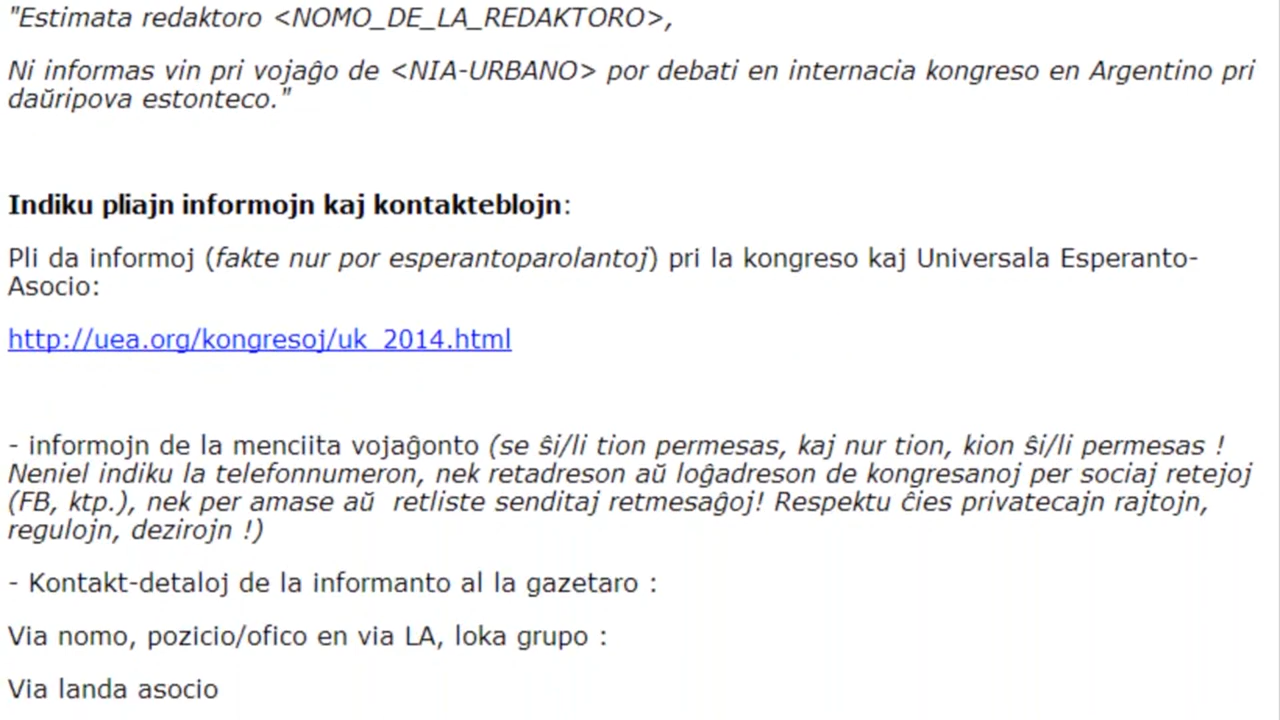 "Estimata redaktoro <NOMO_DE_LA_REDAKTORO>,
Ni informas vin pri vojaĝo de <NIA-URBANO> por debati en internacia kongreso en Argentino pri
daŭripova estonteco."
Indiku pliajn informojn kaj kontakteblojn:
Pli da informoj (fakte nur por esperantoparolantoj) pri la kongreso kaj Universala Esperanto-
Asocio:
http://uea.org/kongresoj/uk_2014.html
- informojn de la menciita vojaĝonto (se ŝi/li tion permesas, kaj nur tion, kion ŝi/li permesas !
Neniel indiku la telefonnumeron, nek retadreson aŭ loĝadreson de kongresanoj per sociaj retejoj
(FB, ktp.), nek per amase aŭ  retliste senditaj retmesaĝoj! Respektu ĉies privatecajn rajtojn,
regulojn, dezirojn !)
- Kontakt-detaloj de la informanto al la gazetaro :
Via nomo, pozicio/ofico en via LA, loka grupo :
Via landa asocio